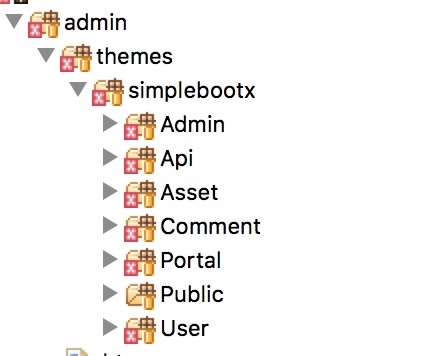 admin
themes
simplebootx
Admin
Api
Asset
Comment
Portal
Public
User